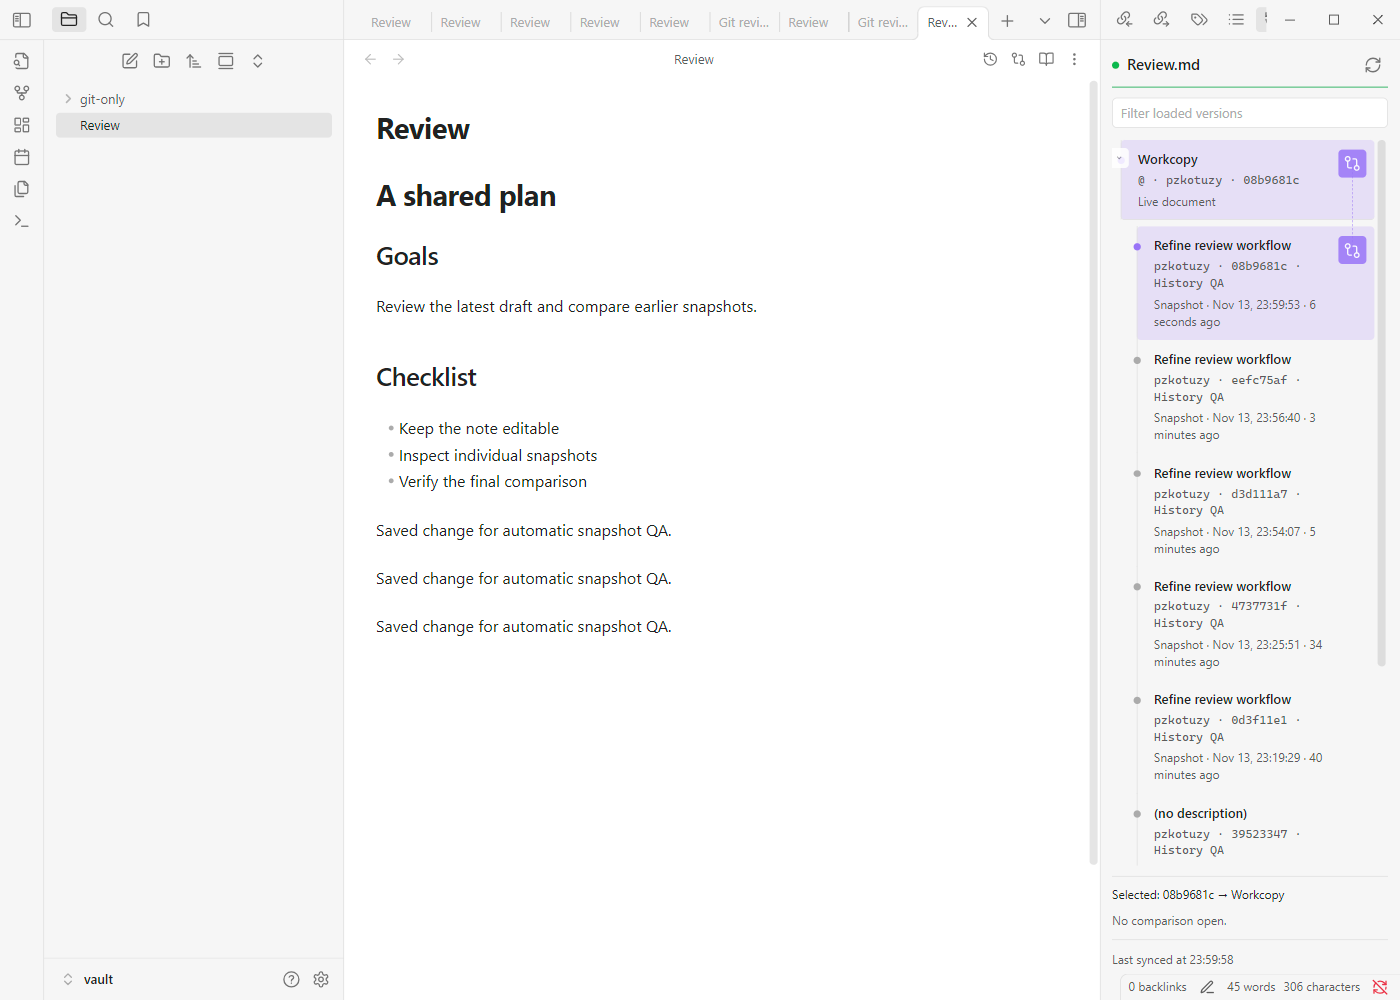 Review
Review
Review
Review
Review
Git revi...
Review
Git revi...
Rev...
git-only
Review
vault
Review
Review
A shared plan
Goals
Review the latest draft and compare earlier snapshots.
Checklist
• Keep the note editable
• Inspect individual snapshots
• Verify the final comparison
Saved change for automatic snapshot QA.
Saved change for automatic snapshot QA.
Saved change for automatic snapshot QA.
Review.md
Filter loaded versions
Workcopy
@ · pzkotuzy · 08b9681c
Live document
Refine review workflow
pzkotuzy · 08b9681c ·
History QA
Snapshot · Nov 13, 23:59:53 · 6
seconds ago
Refine review workflow
pzkotuzy · eefc75af ·
History QA
Snapshot · Nov 13, 23:56:40 · 3
minutes ago
Refine review workflow
pzkotuzy · d3d111a7 ·
History QA
Snapshot · Nov 13, 23:54:07 · 5
minutes ago
Refine review workflow
pzkotuzy · 4737731f ·
History QA
Snapshot · Nov 13, 23:25:51 · 34
minutes ago
Refine review workflow
pzkotuzy · 0d3f11e1 ·
History QA
Snapshot · Nov 13, 23:19:29 · 40
minutes ago
(no description)
pzkotuzy · 39523347 ·
History QA
Selected: 08b9681c → Workcopy
No comparison open.
Last synced at 23:59:58
0 backlinks
45 words
306 characters